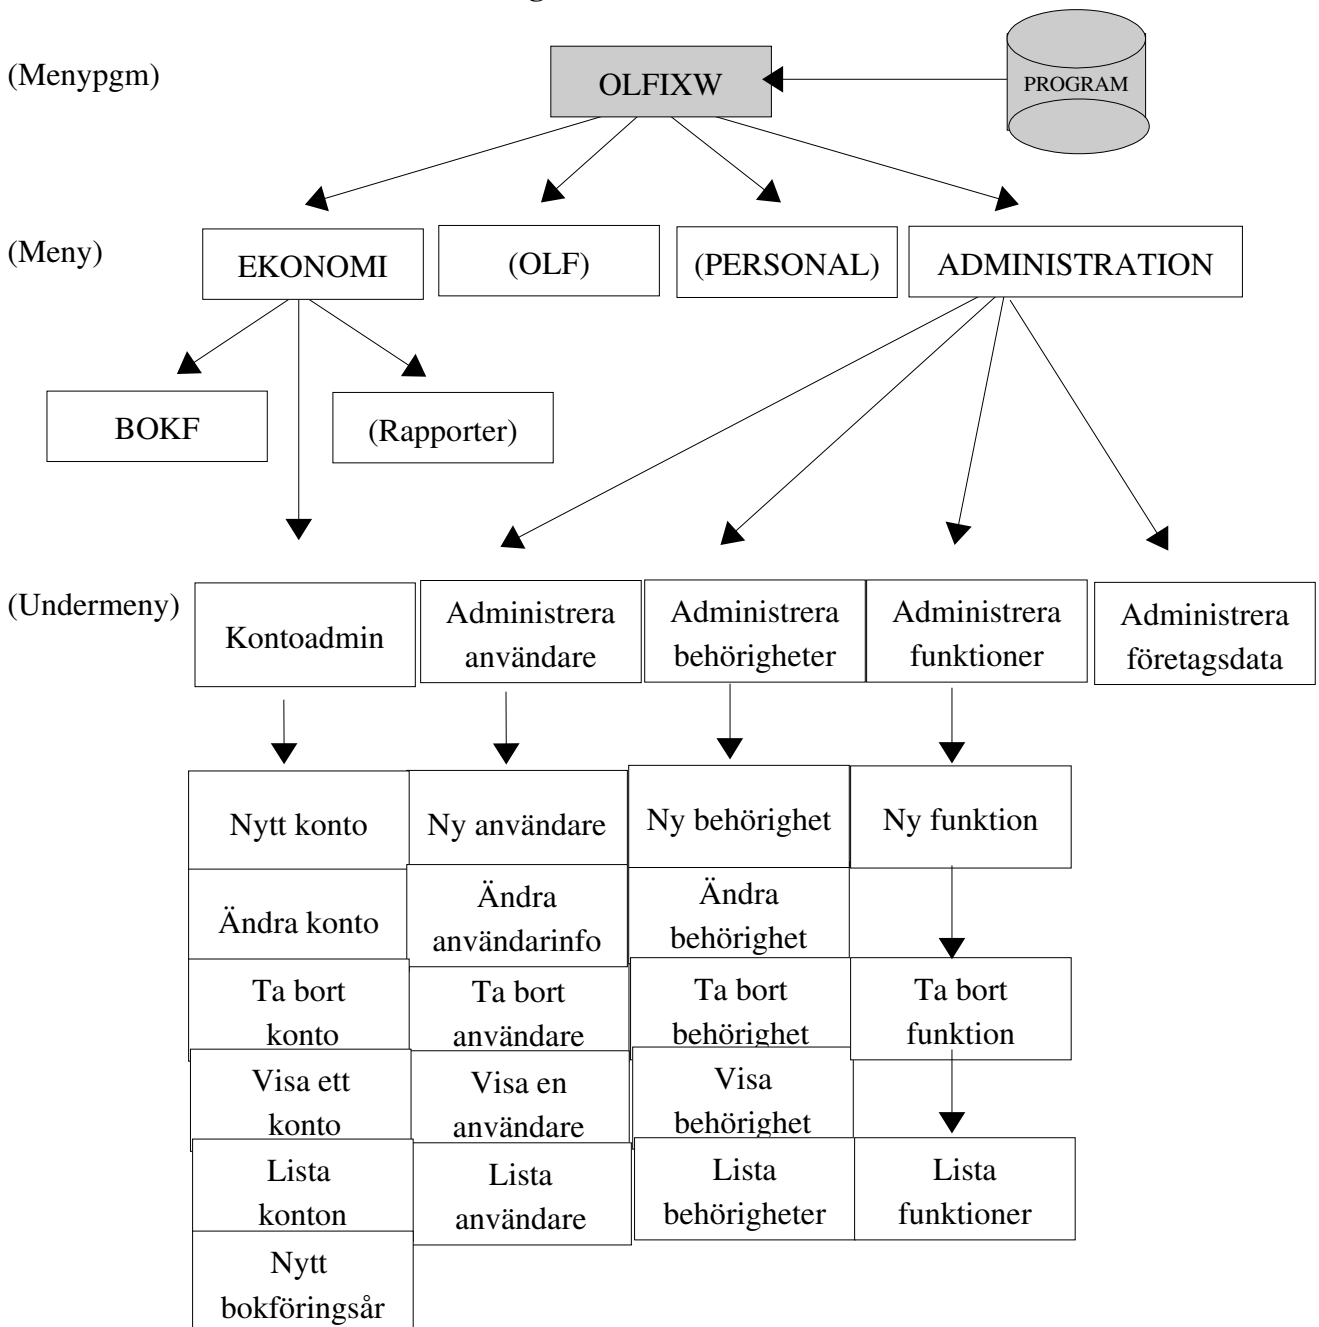 (Menypgm)
OLFIXW
PROGRAM
(Meny)
EKONOMI
(OLF)
(PERSONAL)
ADMINISTRATION
BOKF
(Rapporter)
(Undermeny)
Kontoadmin
Administrera
användare
Administrera
behörigheter
Administrera
funktioner
Administrera
företagsdata
Nytt konto
Ny användare
Ny behörighet
Ny funktion
Ändra konto
Ändra
användarinfo
Ändra
behörighet
Ta bort
konto
Ta bort
användare
Ta bort
behörighet
Ta bort
funktion
Visa ett
konto
Visa en
användare
Visa
behörighet
Lista
konton
Lista
användare
Lista
behörigheter
Lista
funktioner
Nytt
bokföringsår